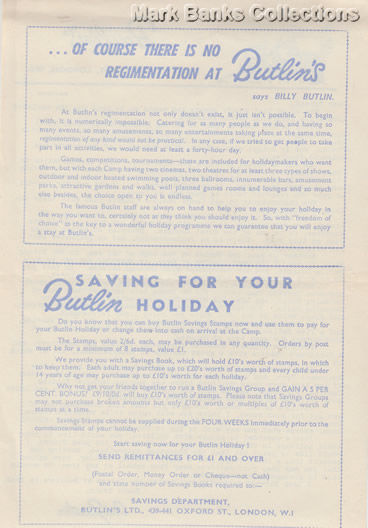 Mark Banks Collections
... OF COURSE THERE IS NO
REGIMENTATION AT Butlin's
says BILLY BUTLIN.
At Butlin's regimentation not only doesn't exist, it just isn't possible. To begin
with, it is numerically impossible: Catering for as many people as we do, and having so
many events, so many amusements, so many entertainments taking place at the same time,
regimentation of any kind would not be practical. In any case, if we tried to get people to take
part in all activities, we would need at least a forty-hour day!
Games, competitions, tournaments—these are included for holidaymakers who want
them, but with each Camp having two cinemas, two theatres for at least three types of shows,
outdoor and indoor heated swimming pools, three ballrooms, innumerable bars, amusement
parks, attractive gardens and walks, well planned games rooms and lounges and so much
else besides, the choice open to you is endless.
The famous Butlin staff are always on hand to help you to enjoy your holiday in
the way you want to, certainly not as they think you should enjoy it. So, with "freedom of
choice" as the key to a wonderful holiday programme we can guarantee that you will enjoy
a stay at Butlin's.
SAVING FOR YOUR
Butlin HOLIDAY
Do you know that you can buy Butlin Savings Stamps now and use them to pay for
your Butlin Holiday or change them into cash on arrival at the Camp.
The Stamps, value 2/6d. each, may be purchased in any quantity. Orders by post
must be for a minimum of 8 stamps, value £1.
We provide you with a Savings Book, which will hold £10's worth of stamps, in which
to keep them. Each adult may purchase up to £20's worth of stamps and every child under
14 years of age may purchase up to £10's worth for each holiday.
Why not get your friends together to run a Butlin Savings Group and GAIN A 5 PER
CENT. BONUS? £9/10/0d. will buy £10's worth of stamps. Please note that Savings Groups
may not purchase broken amounts but only £10's worth or multiples of £10's worth of
stamps at a time.
Savings Stamps cannot be supplied during the FOUR WEEKS immediately prior to the
commencement of your holiday.
Start saving now for your Butlin Holiday!
SEND REMITTANCES FOR £1 AND OVER
(Postal Order, Money Order or Cheque—not Cash)
and state number of Savings Books required to:—
SAVINGS DEPARTMENT,
BUTLIN'S LTD., 439-441 OXFORD ST., LONDON, W.1